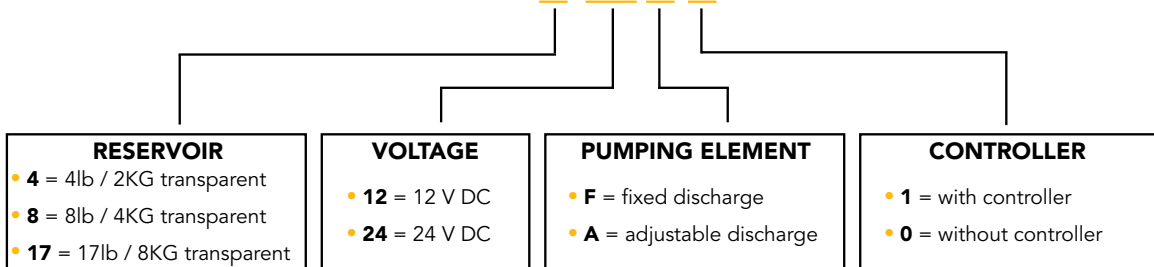 RESERVOIR
• 4 = 4lb / 2KG transparent
• 8 = 8lb / 4KG transparent
• 17 = 17lb / 8KG transparent
VOLTAGE
• 12 = 12 V DC
• 24 = 24 V DC
PUMPING ELEMENT
• F = fixed discharge
• A = adjustable discharge
CONTROLLER
• 1 = with controller
• 0 = without controller